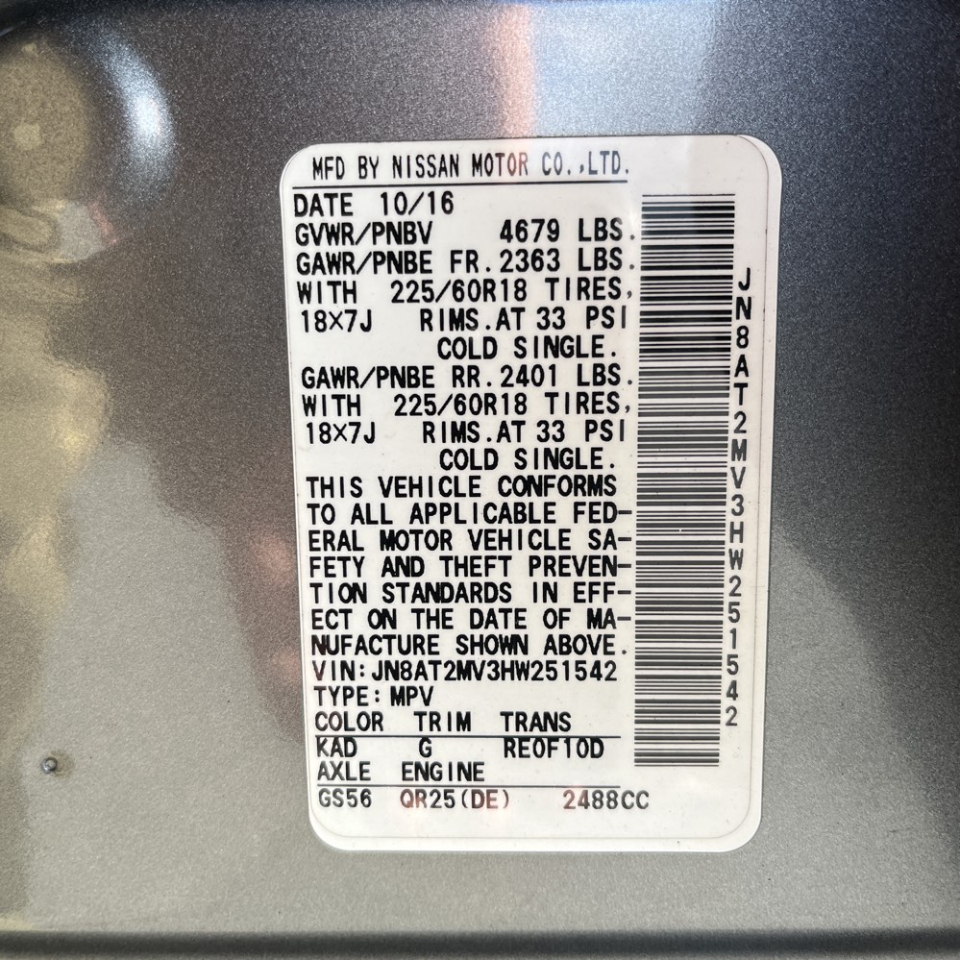 MFD BY NISSAN MOTOR CO.,LTD.
DATE 10/16
GVWR/PNBV 4679 LBS.
GAWR/PNBE FR.2363 LBS.
WITH 225/60R18 TIRES,
18×7J RIMS.AT 33 PSI
COLD SINGLE.
GAWR/PNBE RR.2401 LBS.
WITH 225/60R18 TIRES,
18×7J RIMS.AT 33 PSI
COLD SINGLE.
THIS VEHICLE CONFORMS
TO ALL APPLICABLE FED-
ERAL MOTOR VEHICLE SA-
FETY AND THEFT PREVEN-
TION STANDARDS IN EFF-
ECT ON THE DATE OF MA-
NUFACTURE SHOWN ABOVE.
VIN:JN8AT2MV3HW251542
TYPE:MPV
COLOR TRIM TRANS
KAD G RE0F10D
AXLE ENGINE
GS56 QR25(DE) 2488CC
JN8AT2MV3HW251542